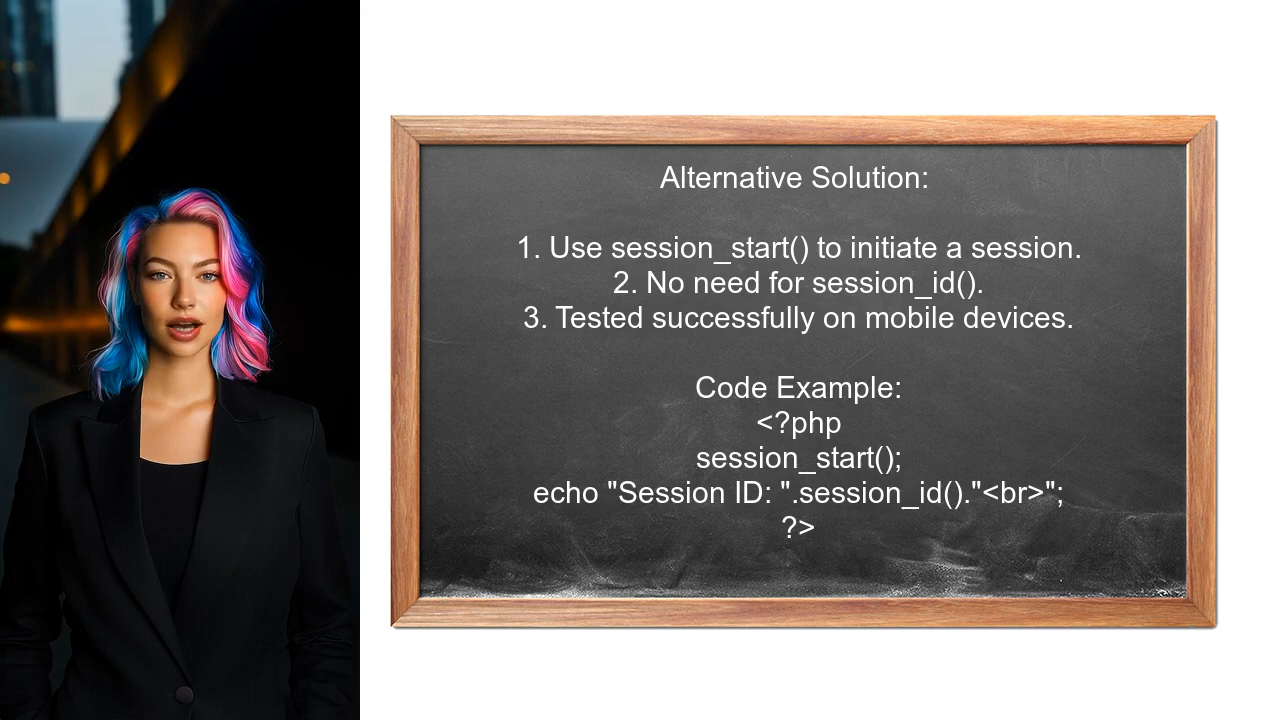 Alternative Solution:
1. Use session_start() to initiate a session.
2. No need for session_id().
3. Tested successfully on mobile devices.
Code Example:
<?php
session_start();
echo "Session ID: ".session_id()."<br>";
?>